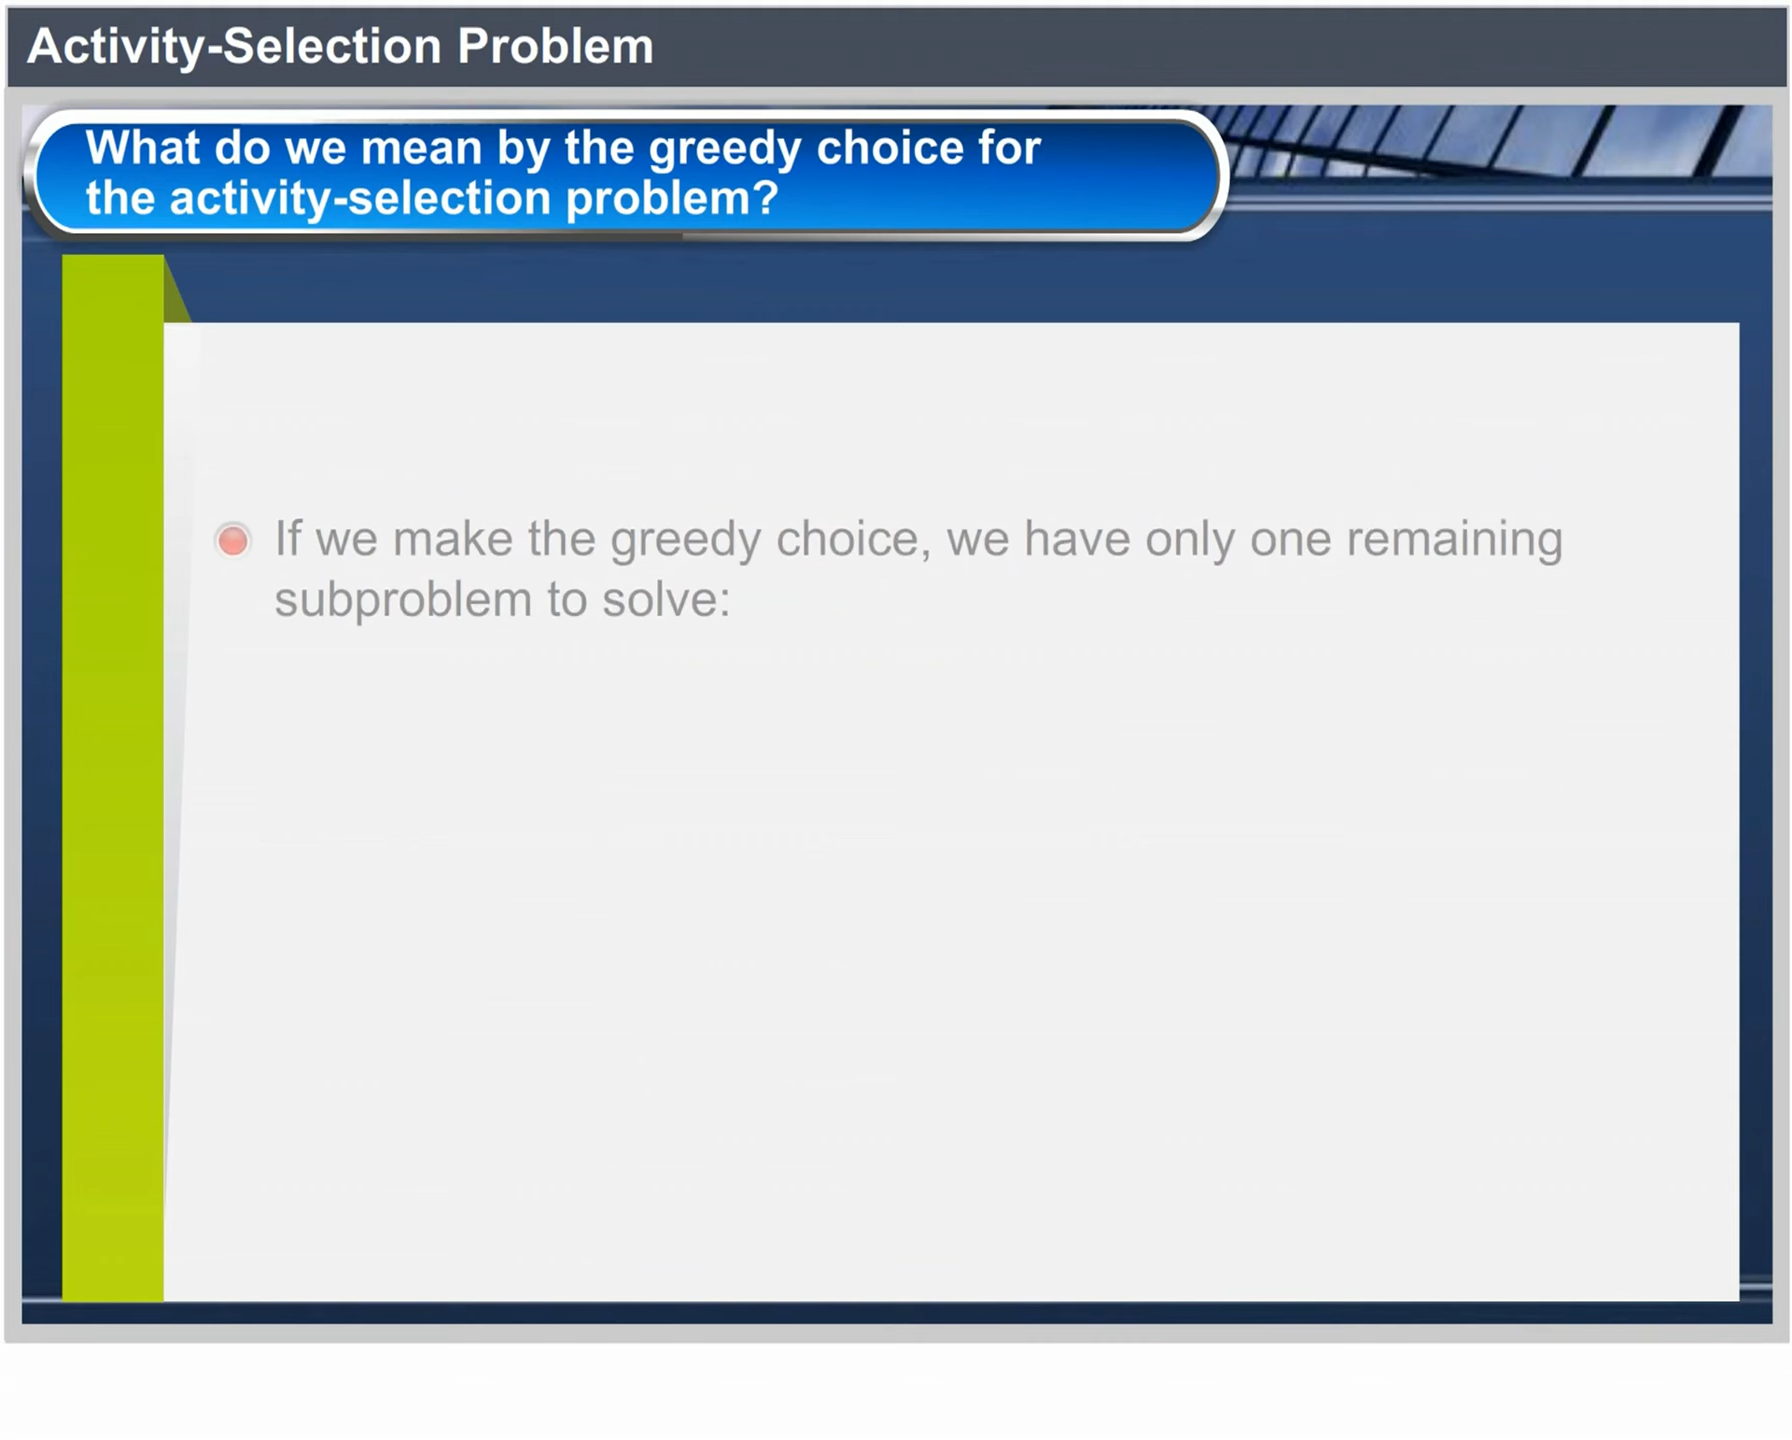 Activity-Selection Problem
What do we mean by the greedy choice for
the activity-selection problem?
If we make the greedy choice, we have only one remaining
subproblem to solve: